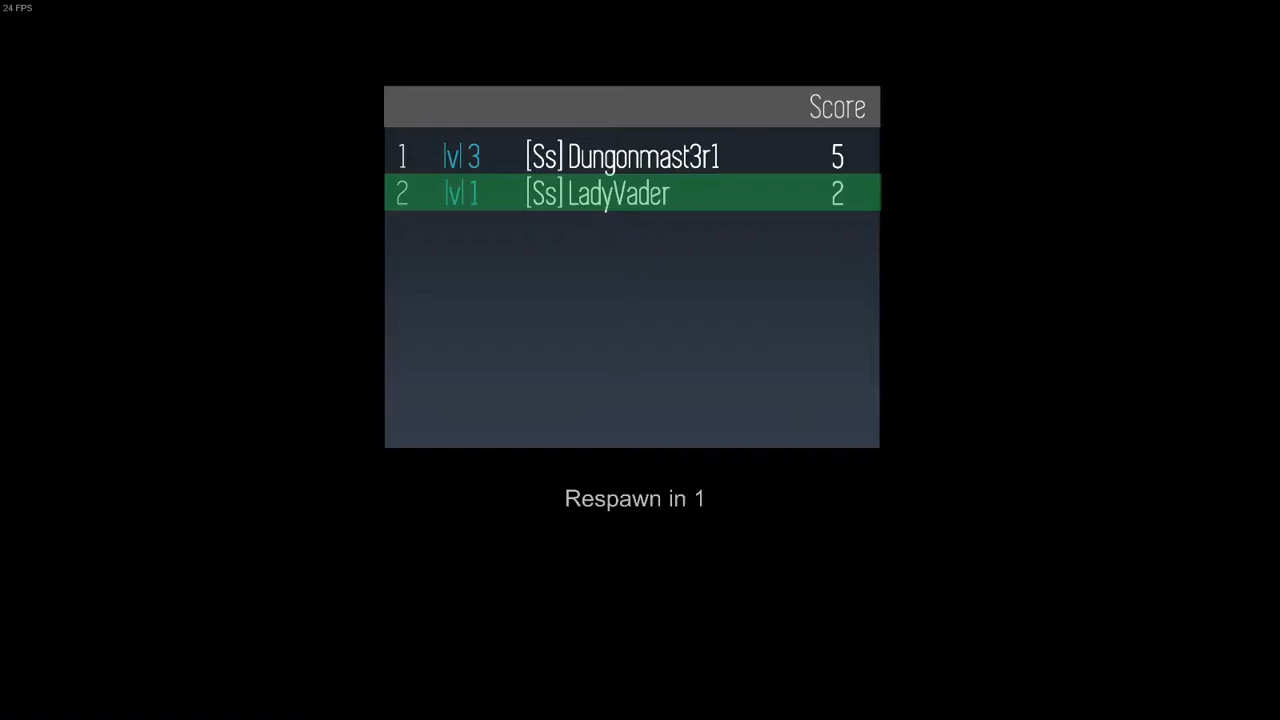 24 FPS
Score
1 lvl 3 [Ss] Dungonmast3r1 5
2 lvl 1 [Ss] LadyVader 2
Respawn in 1